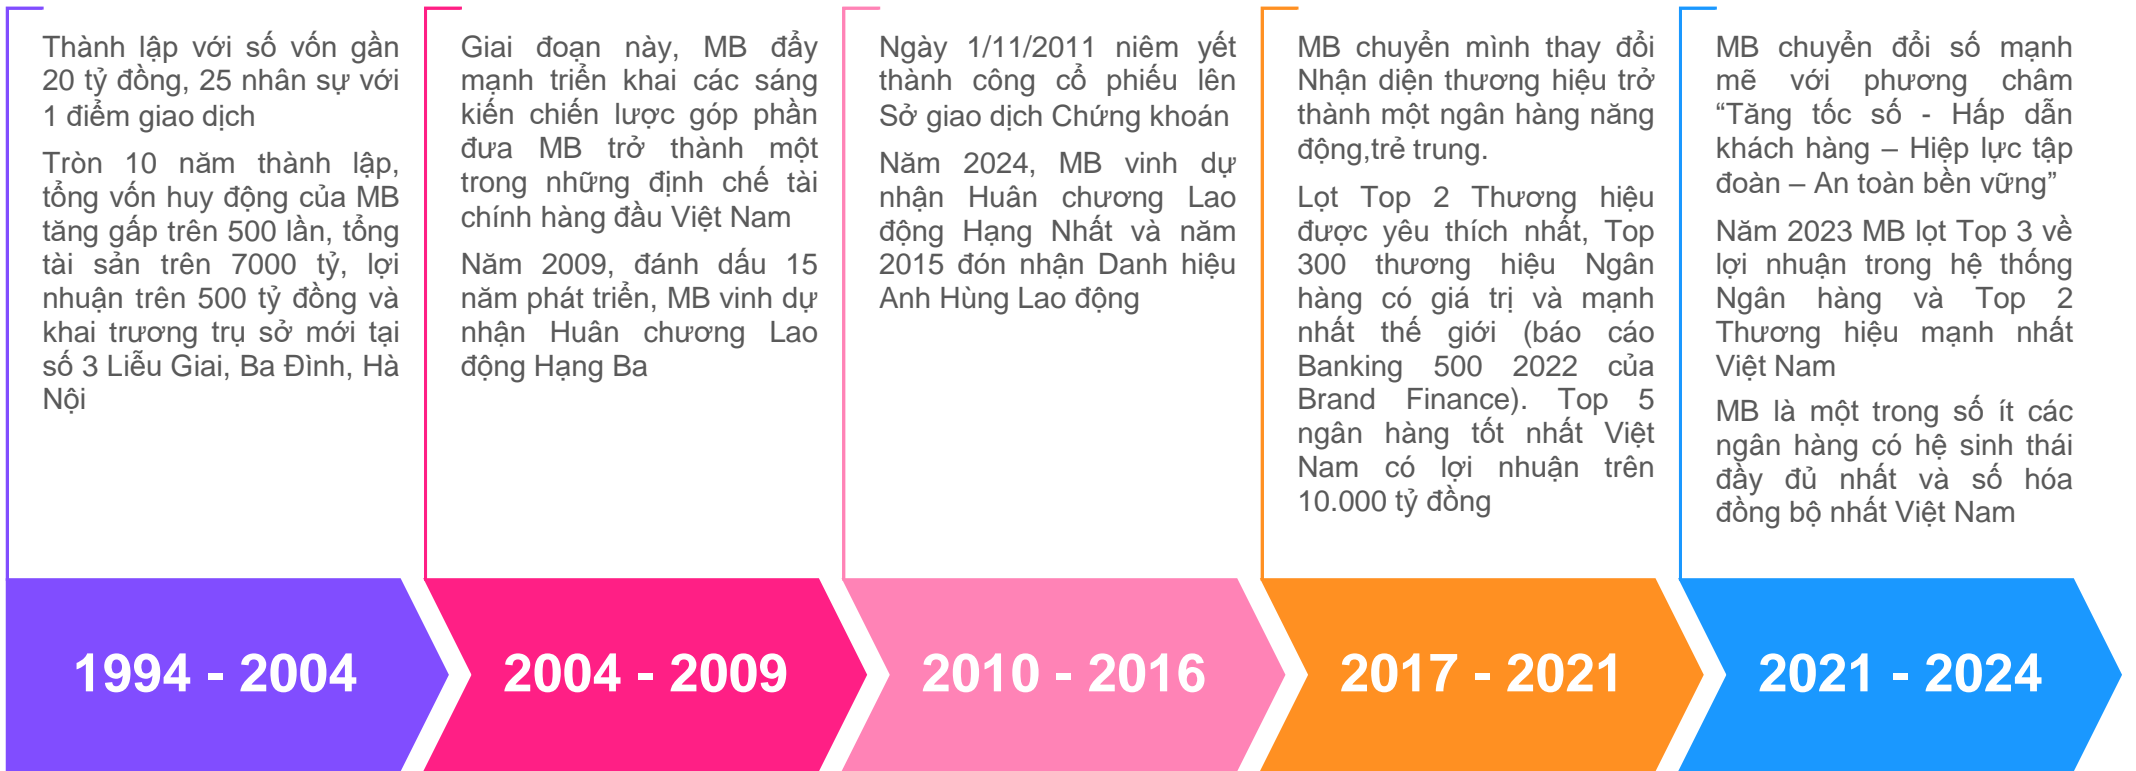 Thành lập với số vốn gần
20 tỷ đồng, 25 nhân sự với
1 điểm giao dịch
Tròn 10 năm thành lập,
tổng vốn huy động của MB
tăng gấp trên 500 lần, tổng
tài sản trên 7000 tỷ, lợi
nhuận trên 500 tỷ đồng và
khai trương trụ sở mới tại
số 3 Liễu Giai, Ba Đình, Hà
Nội
1994 - 2004
Giai đoạn này, MB đẩy
mạnh triển khai các sáng
kiến chiến lược góp phần
đưa MB trở thành một
trong những định chế tài
chính hàng đầu Việt Nam
Năm 2009, đánh dấu 15
năm phát triển, MB vinh dự
nhận Huân chương Lao
động Hạng Ba
2004 - 2009
Ngày 1/11/2011 niêm yết
thành công cổ phiếu lên
Sở giao dịch Chứng khoán
Năm 2024, MB vinh dự
nhận Huân chương Lao
động Hạng Nhất và năm
2015 đón nhận Danh hiệu
Anh Hùng Lao động
2010 - 2016
MB chuyển mình thay đổi
Nhận diện thương hiệu trở
thành một ngân hàng năng
động,trẻ trung.
Lọt Top 2 Thương hiệu
được yêu thích nhất, Top
300 thương hiệu Ngân
hàng có giá trị và mạnh
nhất thế giới (báo cáo
Banking 500 2022 của
Brand Finance). Top 5
ngân hàng tốt nhất Việt
Nam có lợi nhuận trên
10.000 tỷ đồng
2017 - 2021
MB chuyển đổi số mạnh
mẽ với phương châm
“Tăng tốc số - Hấp dẫn
khách hàng – Hiệp lực tập
đoàn – An toàn bền vững”
Năm 2023 MB lọt Top 3 về
lợi nhuận trong hệ thống
Ngân hàng và Top 2
Thương hiệu mạnh nhất
Việt Nam
MB là một trong số ít các
ngân hàng có hệ sinh thái
đầy đủ nhất và số hóa
đồng bộ nhất Việt Nam
2021 - 2024